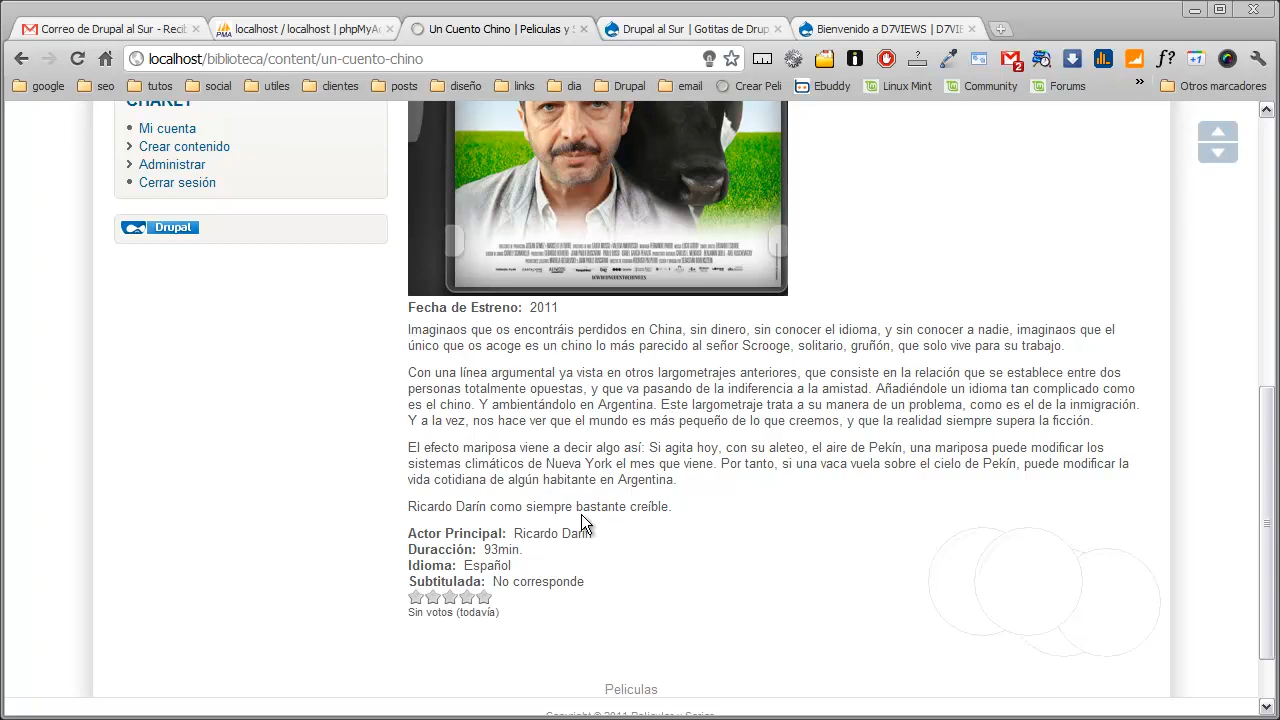 Correo de Drupal al Sur - Recib
localhost / localhost | phpMyAc
Un Cuento Chino | Peliculas y S
Drupal al Sur | Gotitas de Drup
Bienvenido a D7VIEWS | D7VIE
localhost/biblioteca/content/un-cuento-chino
2
f?
+1
google
seo
tutos
social
utiles
clientes
posts
diseño
links
dia
Drupal
email
Crear Peli
Ebuddy
Linux Mint
Community
Forums
»
Otros marcadores
CHARLY
Mi cuenta
Crear contenido
Administrar
Cerrar sesión
Drupal
Fecha de Estreno: 2011
Imaginaos que os encontráis perdidos en China, sin dinero, sin conocer el idioma, y sin conocer a nadie, imaginaos que el
único que os acoge es un chino lo más parecido al señor Scrooge, solitario, gruñón, que solo vive para su trabajo.
Con una línea argumental ya vista en otros largometrajes anteriores, que consiste en la relación que se establece entre dos
personas totalmente opuestas, y que va pasando de la indiferencia a la amistad. Añadiéndole un idioma tan complicado como
es el chino. Y ambientándolo en Argentina. Este largometraje trata a su manera de un problema, como es el de la inmigración.
Y a la vez, nos hace ver que el mundo es más pequeño de lo que creemos, y que la realidad siempre supera la ficción.
El efecto mariposa viene a decir algo así: Si agita hoy, con su aleteo, el aire de Pekín, una mariposa puede modificar los
sistemas climáticos de Nueva York el mes que viene. Por tanto, si una vaca vuela sobre el cielo de Pekín, puede modificar la
vida cotidiana de algún habitante en Argentina.
Ricardo Darín como siempre bastante creíble.
Actor Principal: Ricardo Darín
Duracción: 93min.
Idioma: Español
Subtitulada: No corresponde
Sin votos (todavía)
Peliculas
Copyright © 2011 Peliculas y Series